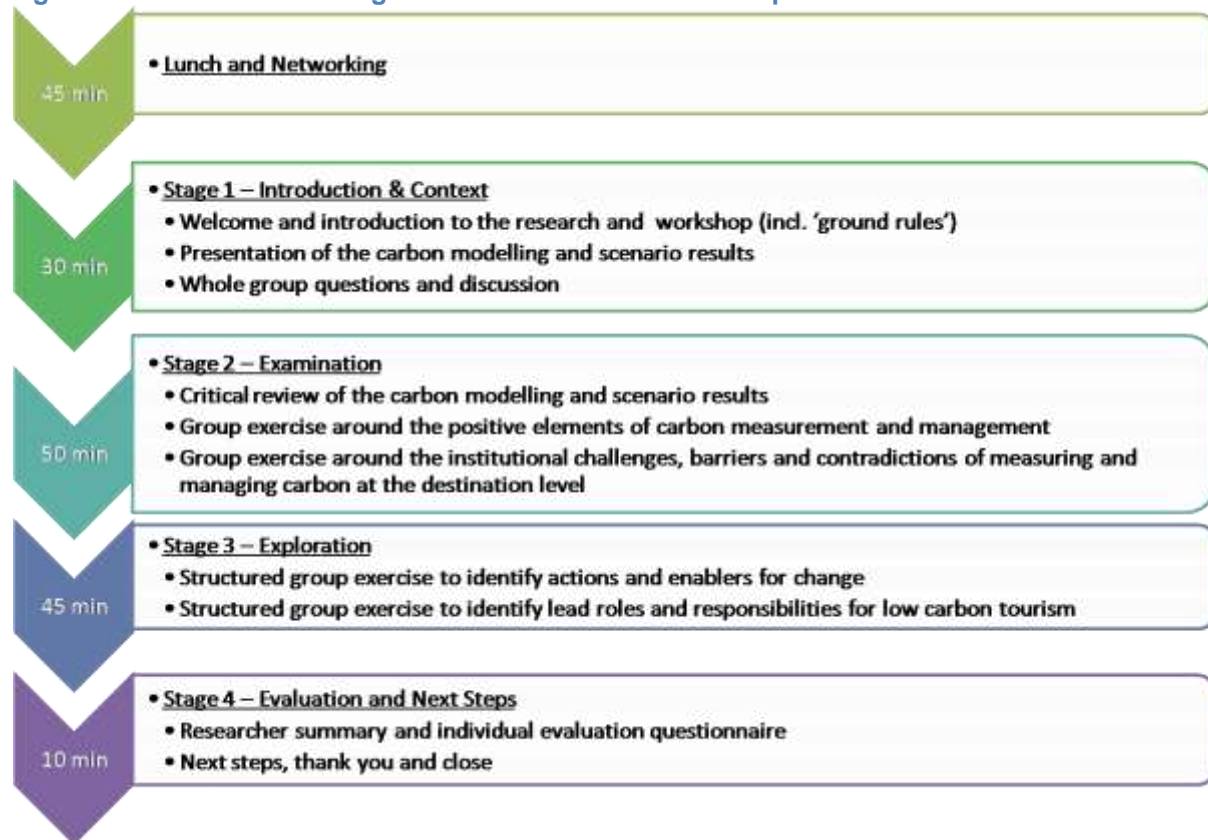 45 min
• Lunch and Networking
30 min
• Stage 1 – Introduction & Context
• Welcome and introduction to the research and workshop (incl. ‘ground rules’)
• Presentation of the carbon modelling and scenario results
• Whole group questions and discussion
50 min
• Stage 2 – Examination
• Critical review of the carbon modelling and scenario results
• Group exercise around the positive elements of carbon measurement and management
• Group exercise around the institutional challenges, barriers and contradictions of measuring and
managing carbon at the destination level
45 min
• Stage 3 – Exploration
• Structured group exercise to identify actions and enablers for change
• Structured group exercise to identify lead roles and responsibilities for low carbon tourism
10 min
• Stage 4 – Evaluation and Next Steps
• Researcher summary and individual evaluation questionnaire
• Next steps, thank you and close